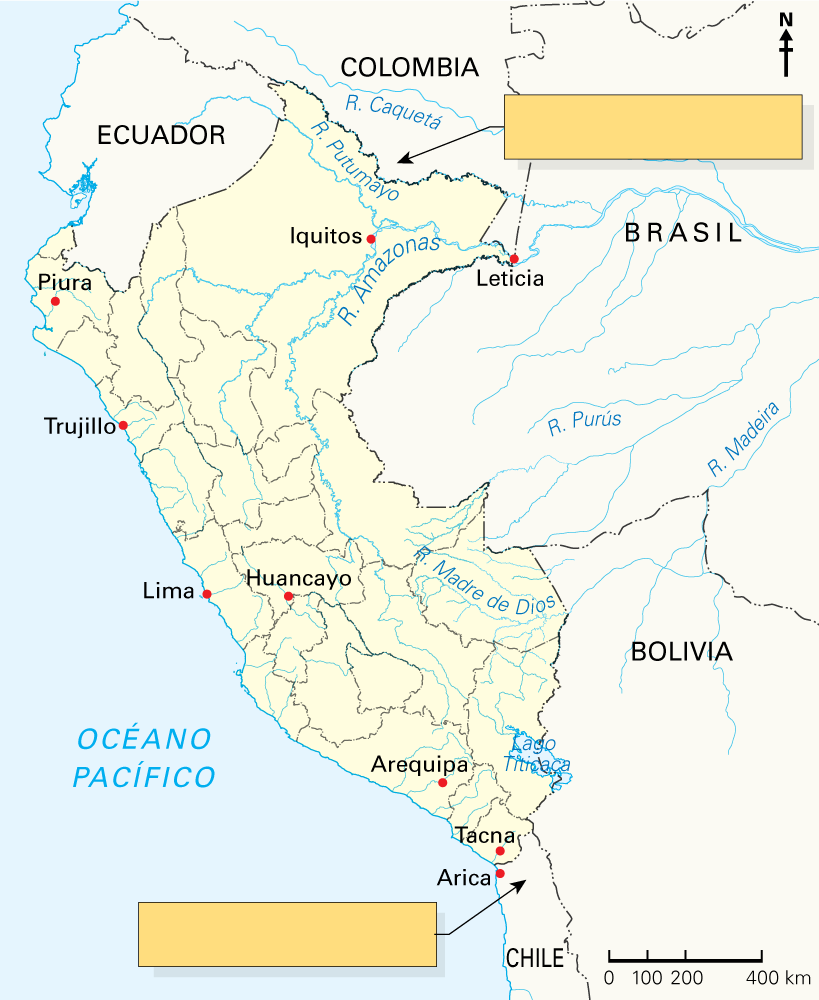 N
COLOMBIA
R. Caquetá
ECUADOR
R. Putumayo
BRASIL
Iquitos
R. Amazonas
Leticia
Piura
Trujillo
R. Purús
R. Madeira
R. Madre de Dios
Huancayo
Lima
BOLIVIA
OCÉANO
PACÍFICO
Lago
Titicaca
Arequipa
Tacna
Arica
CHILE
0 100 200 400 km